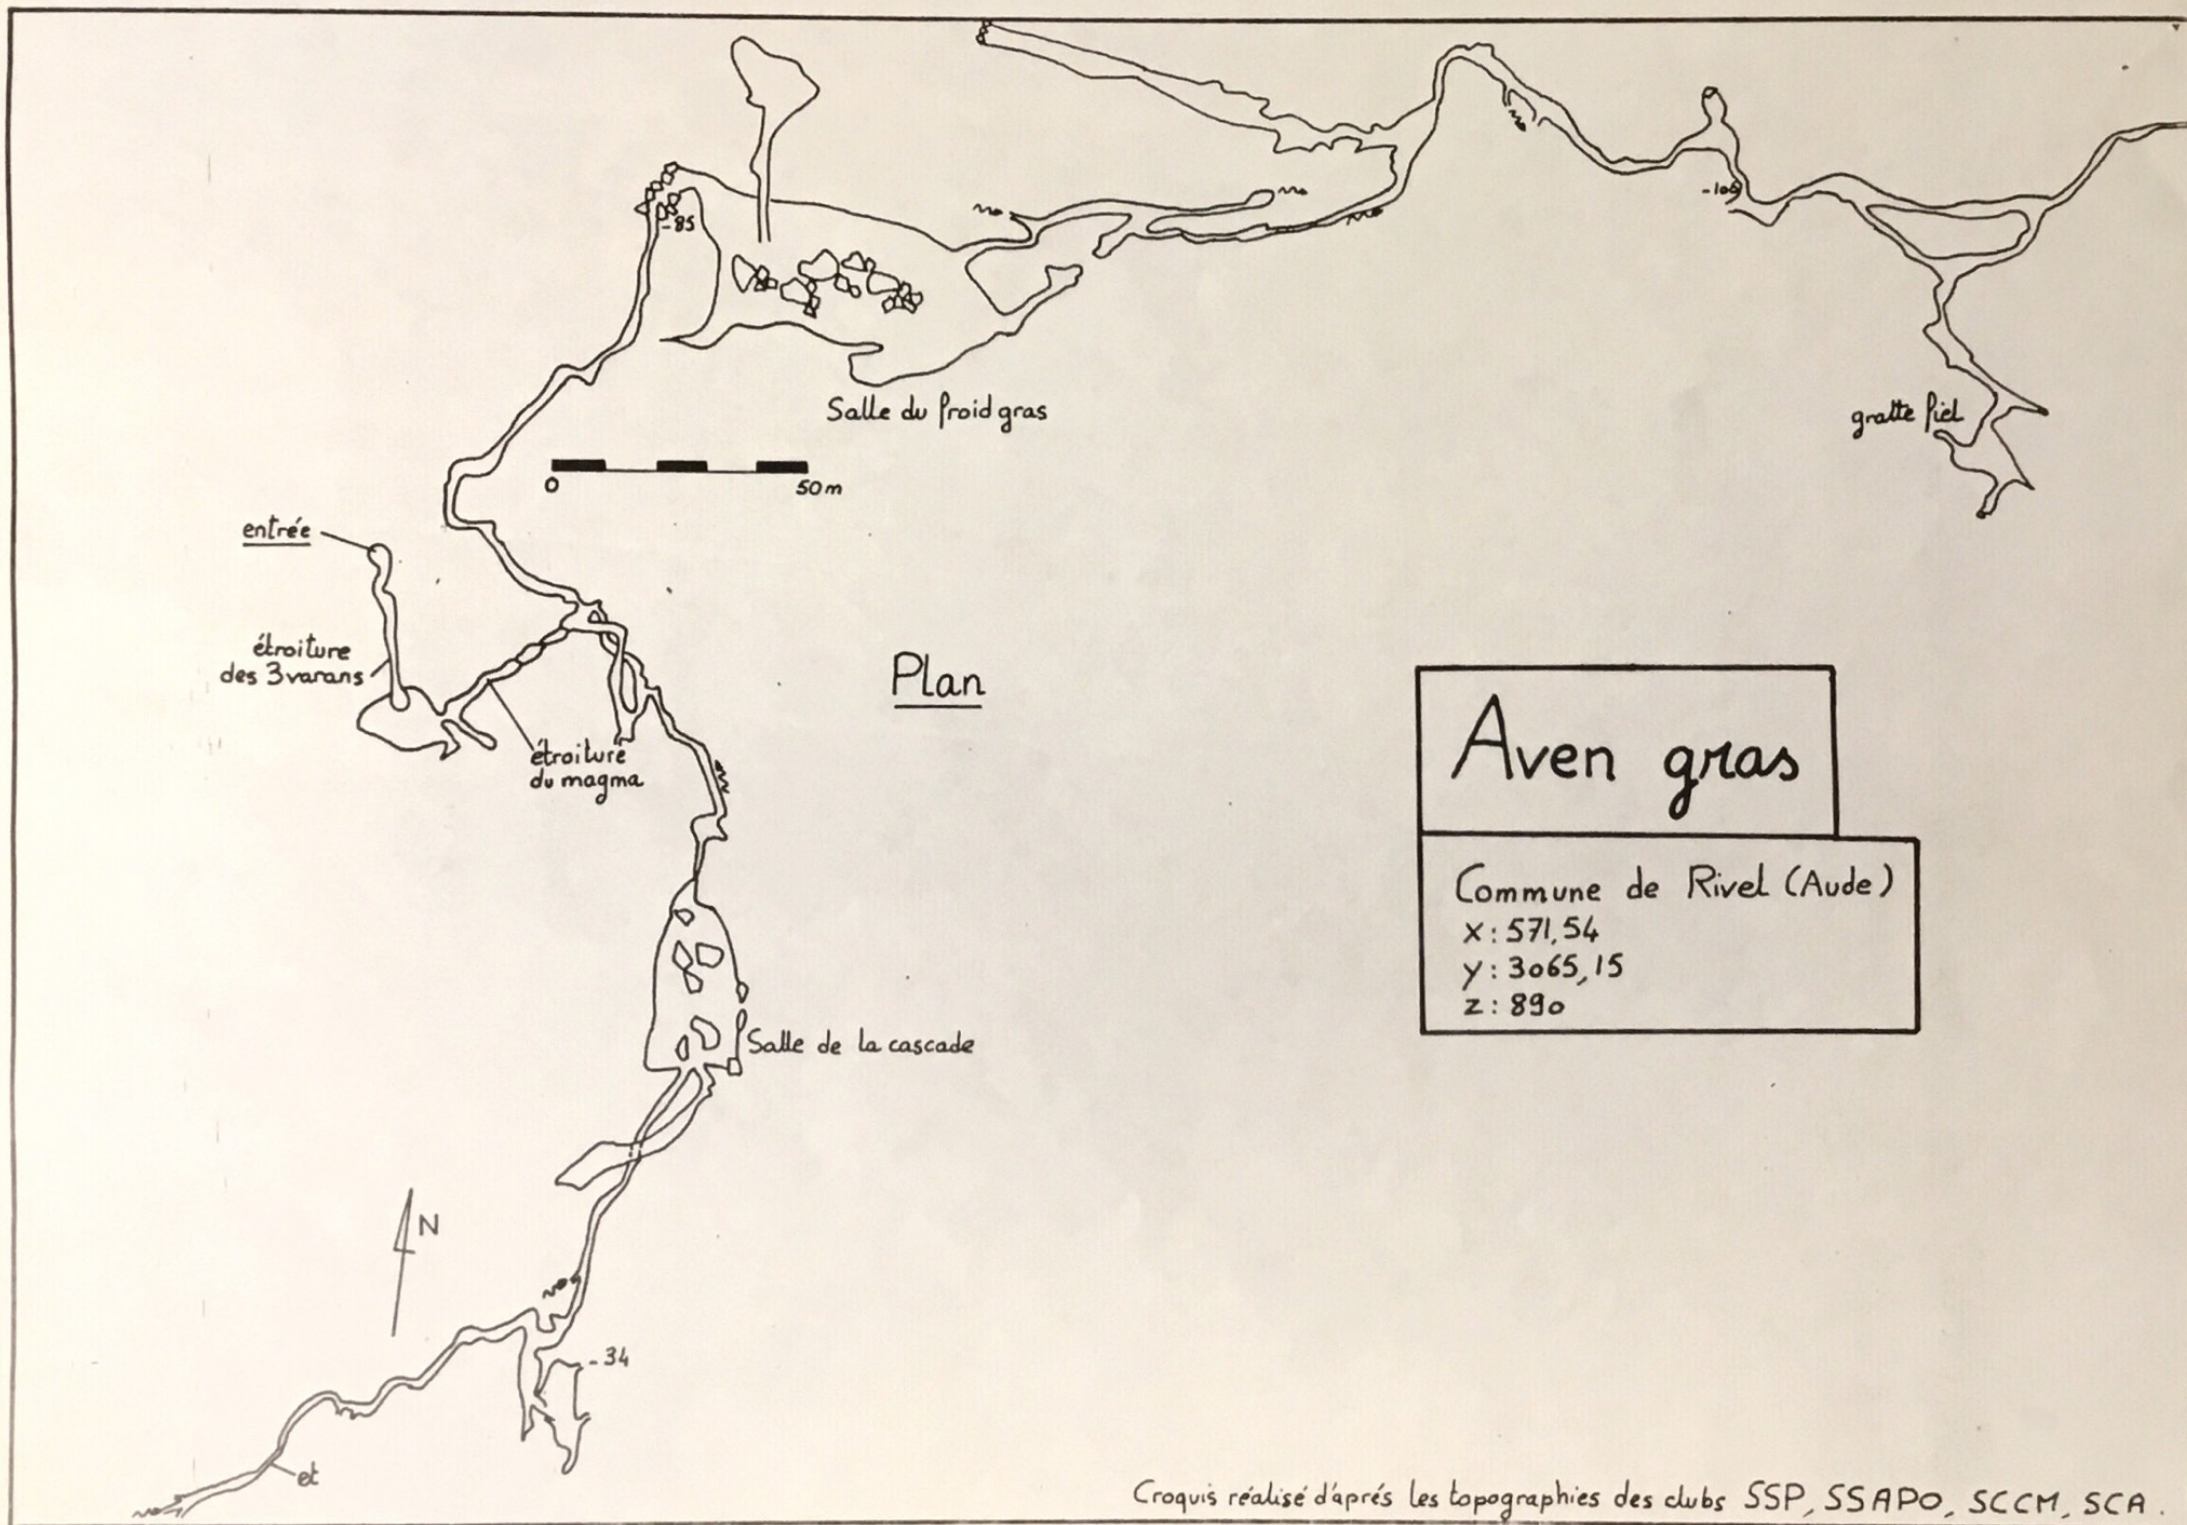 -85
-106
Salle du froid gras
gratte fiel
0 50m
entrée
étroiture
des 3 varans
Plan
étroiture
du magma
Aven gras
Commune de Rivel (Aude)
X: 571,54
y: 3065,15
Z: 890
Salle de la cascade
N
-34
et
Croquis réalisé d'aprés les topographies des clubs SSP, SSAPO, SCCM, SCA.